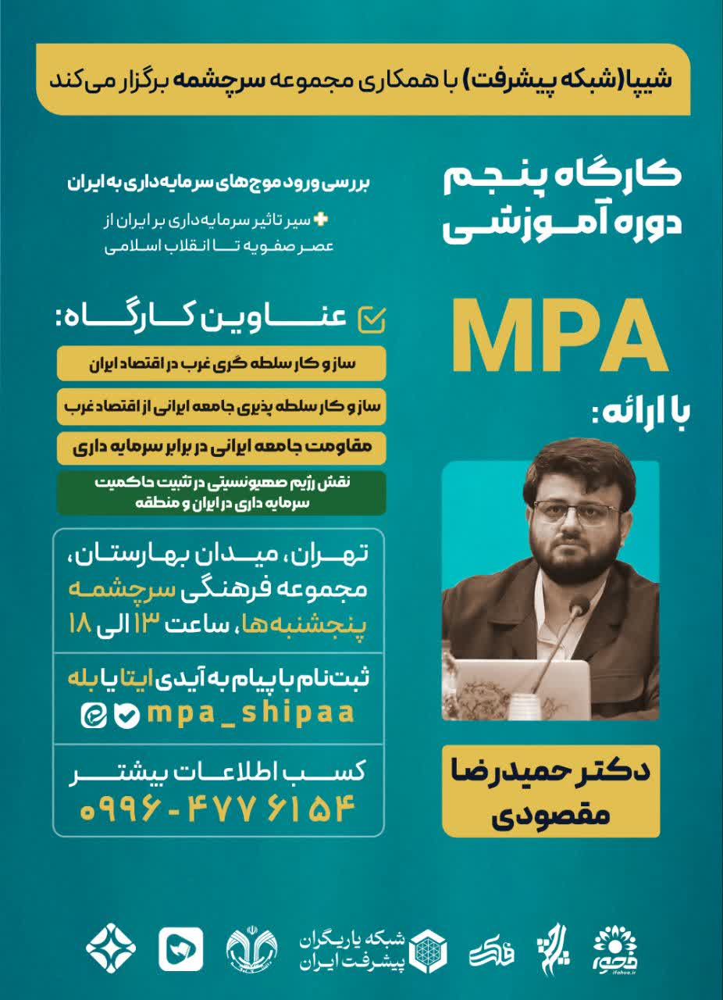 شیپا(شبکه پیشرفت) با همکاری مجموعه سرچشمه برگزار می‌کند
کارگاه پنجم
دوره آموزشی
MPA
با ارائه:
دکتر حمیدرضا
مقصودی
بررسی ورود موج‌های سرمایه‌داری به ایران
سیر تاثیر سرمایه‌داری بر ایران از
عصر صفویه تا انقلاب اسلامی
عناوین کارگاه:
ساز و کار سلطه گری غرب در اقتصاد ایران
ساز و کار سلطه پذیری جامعه ایرانی از اقتصاد غرب
مقاومت جامعه ایرانی در برابر سرمایه داری
نقش رژیم صهیونسیتی در تثبیت حاکمیت
سرمایه داری در ایران و منطقه
تهران، میدان بهارستان،
مجموعه فرهنگی سرچشمه
پنجشنبه‌ها، ساعت ۱۳ الی ۱۸
ثبت‌نام با پیام به آیدی ایتا یا بله
mpa_shipaa
کسب اطلاعات بیشتر
۰۹۹۶-۴۷۷۶۱۵۴
شبکه یاریگران
پیشرفت ایران
ifahva.ir